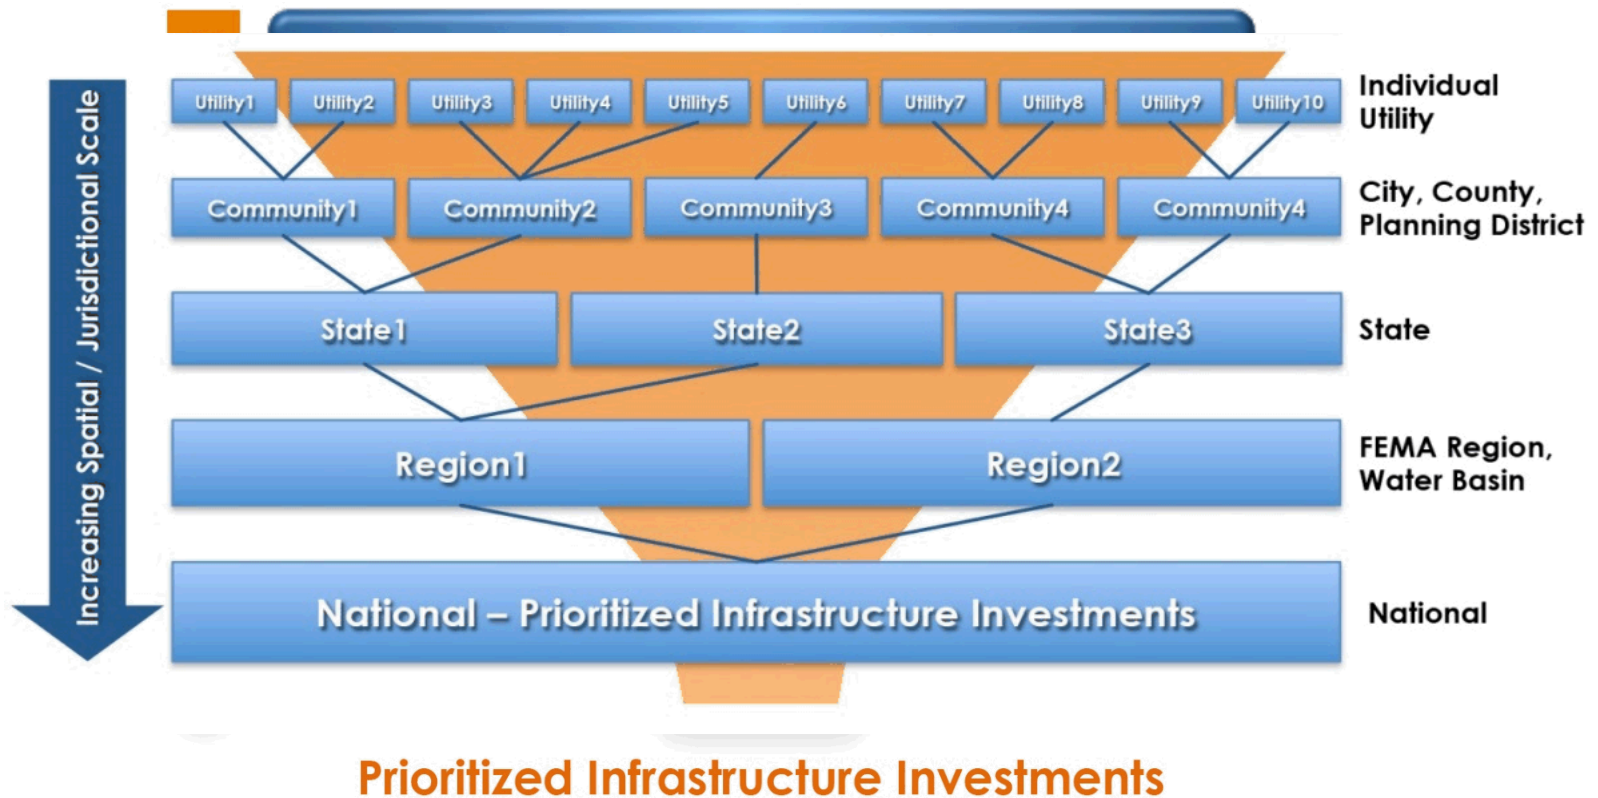 Increasing Spatial / Jurisdictional Scale
Utility1
Utility2
Utility3
Utility4
Utility5
Utility6
Utility7
Utility8
Utility9
Utility10
Individual
Utility
Community1
Community2
Community3
Community4
Community4
City, County,
Planning District
State1
State2
State3
State
Region1
Region2
FEMA Region,
Water Basin
National – Prioritized Infrastructure Investments
National
Prioritized Infrastructure Investments